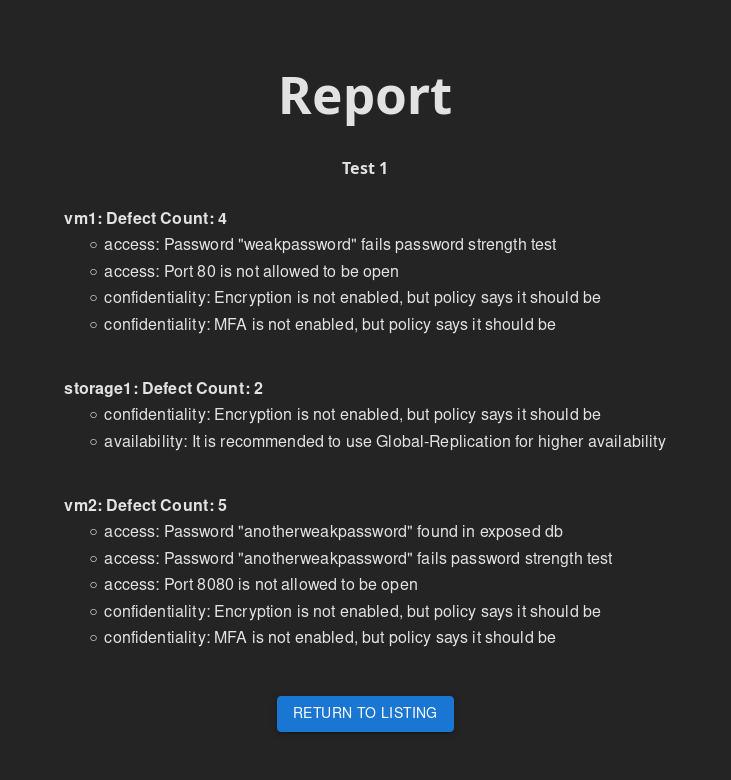 Report
Test 1
vm1: Defect Count: 4
access: Password "weakpassword" fails password strength test
access: Port 80 is not allowed to be open
confidentiality: Encryption is not enabled, but policy says it should be
confidentiality: MFA is not enabled, but policy says it should be
storage1: Defect Count: 2
confidentiality: Encryption is not enabled, but policy says it should be
availability: It is recommended to use Global-Replication for higher availability
vm2: Defect Count: 5
access: Password "anotherweakpassword" found in exposed db
access: Password "anotherweakpassword" fails password strength test
access: Port 8080 is not allowed to be open
confidentiality: Encryption is not enabled, but policy says it should be
confidentiality: MFA is not enabled, but policy says it should be
RETURN TO LISTING